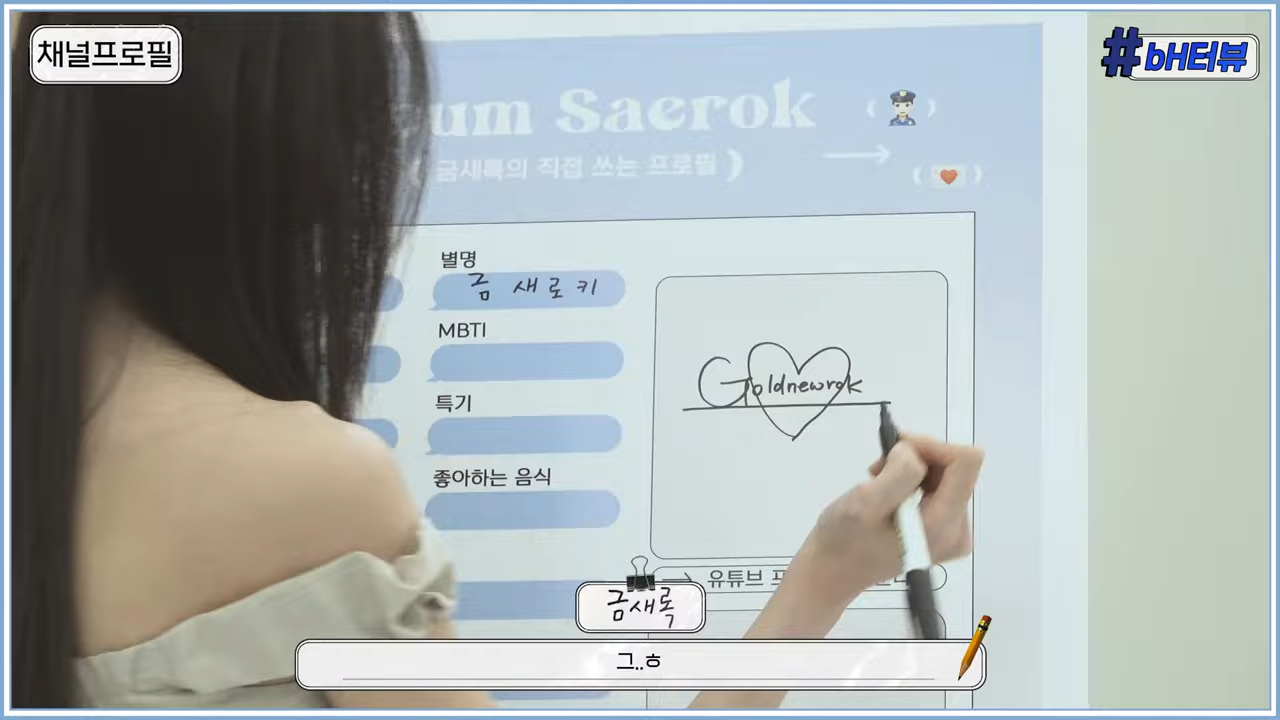 채널프로필
#bH터뷰
um Saerok
금새록의 직접 쓰는 프로필
별명
금 새로키
MBTI
Goldnewrok
특기
좋아하는 음식
유튜브
금새록
그..ㅎ